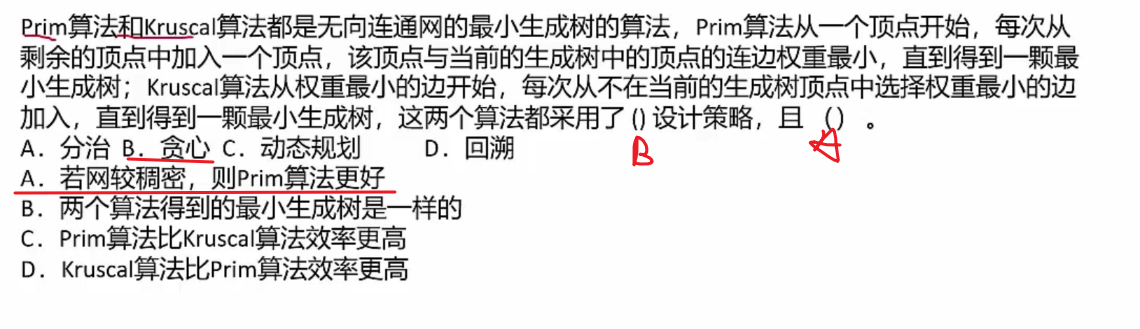 Prim算法和Kruscal算法都是无向连通网的最小生成树的算法，Prim算法从一个顶点开始，每次从
剩余的顶点中加入一个顶点，该顶点与当前的生成树中的顶点的连边权重最小，直到得到一颗最
小生成树；Kruscal算法从权重最小的边开始，每次从不在当前的生成树顶点中选择权重最小的边
加入，直到得到一颗最小生成树，这两个算法都采用了()设计策略，且 （）。
A．分治 B．贪心 C．动态规划 D．回溯
B A
A．若网较稠密，则Prim算法更好
B．两个算法得到的最小生成树是一样的
C．Prim算法比Kruscal算法效率更高
D．Kruscal算法比Prim算法效率更高